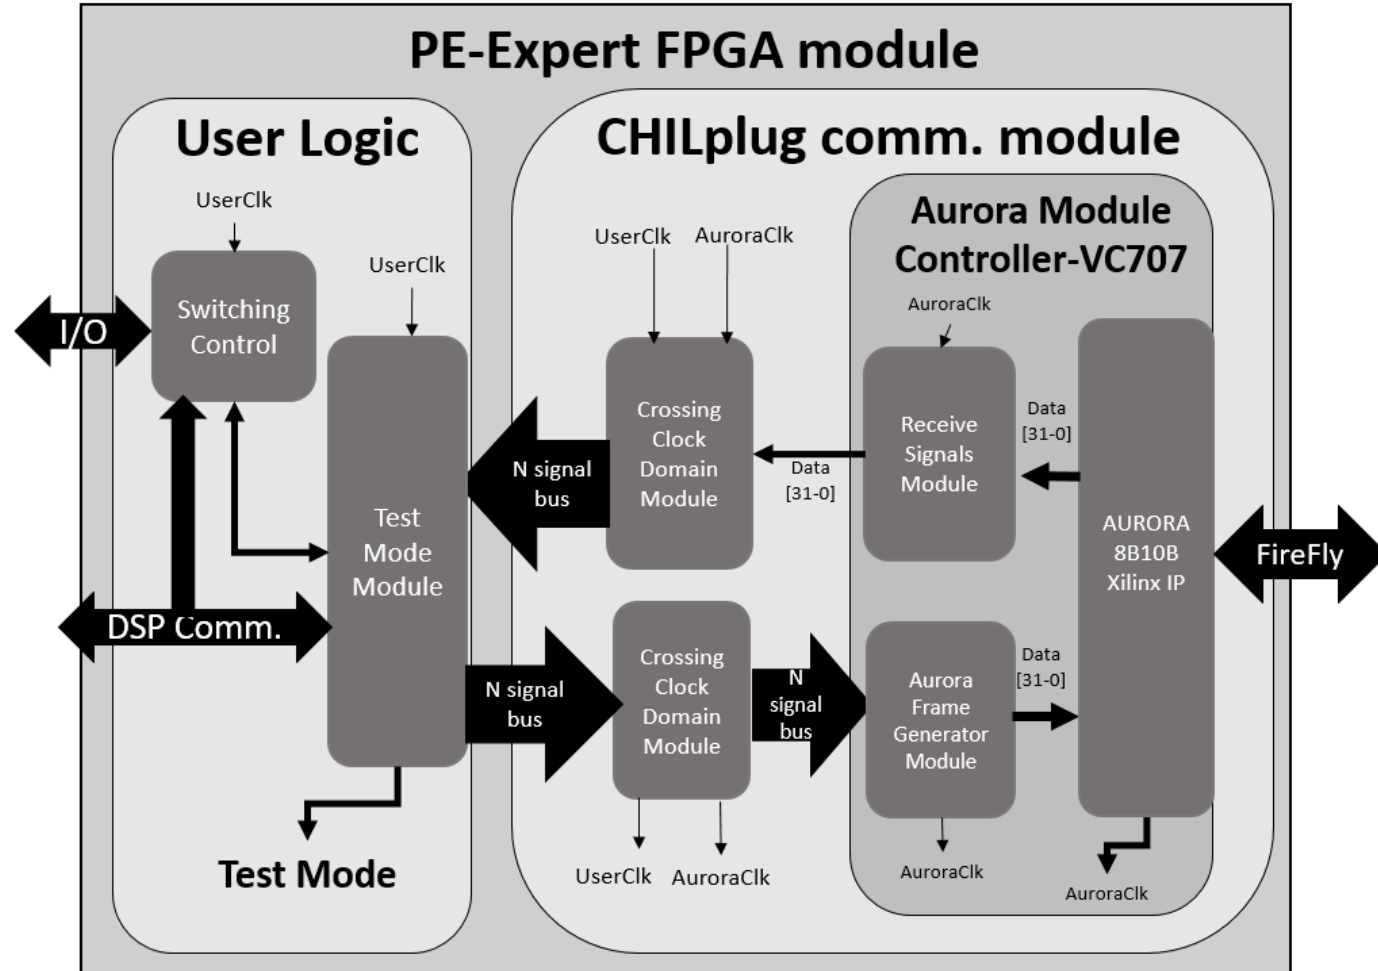 PE-Expert FPGA module
User Logic
UserClk
Switching
Control
I/O
UserClk
Test
Mode
Module
DSP Comm.
Test Mode
CHILplug comm. module
UserClk
AuroraClk
Crossing
Clock
Domain
Module
N signal
bus
Data
[31-0]
N signal
bus
Crossing
Clock
Domain
Module
N
signal
bus
UserClk
AuroraClk
Aurora Module
Controller-VC707
AuroraClk
Receive
Signals
Module
Data
[31-0]
AURORA
8B10B
Xilinx IP
FireFly
Aurora
Frame
Generator
Module
Data
[31-0]
AuroraClk
AuroraClk